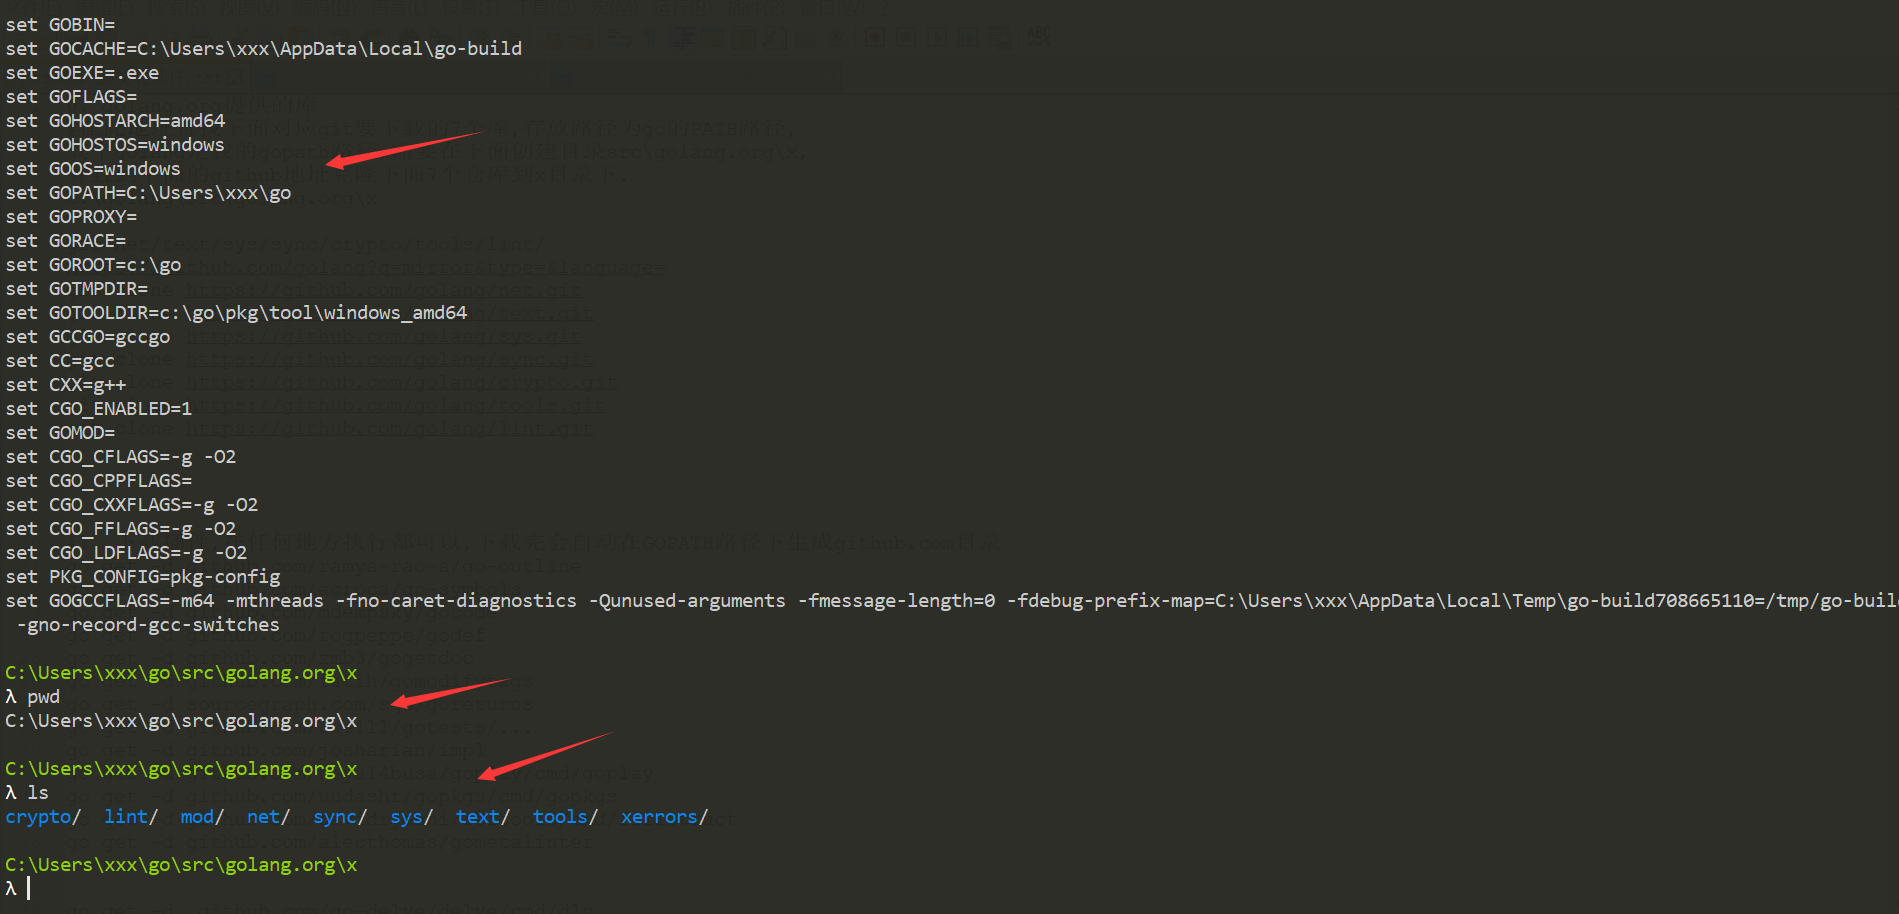 set GOBIN=
set GOCACHE=C:\Users\xxx\AppData\Local\go-build
set GOEXE=.exe
set GOFLAGS=
set GOHOSTARCH=amd64
set GOHOSTOS=windows
set GOOS=windows
set GOPATH=C:\Users\xxx\go
set GOPROXY=
set GORACE=
set GOROOT=c:\go
set GOTMPDIR=
set GOTOOLDIR=c:\go\pkg\tool\windows_amd64
set GCCGO=gccgo
set CC=gcc
set CXX=g++
set CGO_ENABLED=1
set GOMOD=
set CGO_CFLAGS=-g -O2
set CGO_CPPFLAGS=
set CGO_CXXFLAGS=-g -O2
set CGO_FFLAGS=-g -O2
set CGO_LDFLAGS=-g -O2
set PKG_CONFIG=pkg-config
set GOGCCFLAGS=-m64 -mthreads -fno-caret-diagnostics -Qunused-arguments -fmessage-length=0 -fdebug-prefix-map=C:\Users\xxx\AppData\Local\Temp\go-build708665110=/tmp/go-buil
-gno-record-gcc-switches
C:\Users\xxx\go\src\golang.org\x
λ pwd
C:\Users\xxx\go\src\golang.org\x
C:\Users\xxx\go\src\golang.org\x
λ ls
crypto/ lint/ mod/ net/ sync/ sys/ text/ tools/ xerrors/
C:\Users\xxx\go\src\golang.org\x
λ